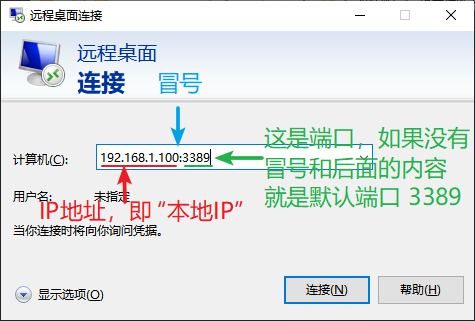 远程桌面连接
远程桌面
连接 冒号
计算机(C): 192.168.1.100:3389
这是端口，如果没有
冒号和后面的内容
就是默认端口 3389
用户名: 未指定
IP地址，即 “本地IP”
当你连接时将向你询问凭据。
显示选项(O) 连接(N) 帮助(H)